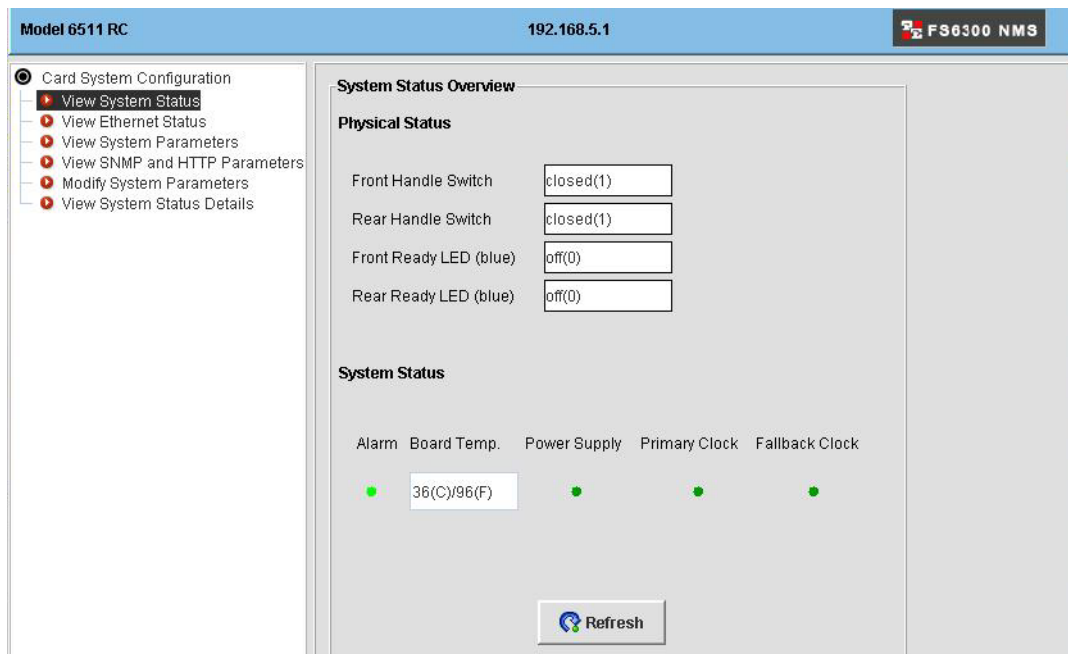 Model 6511 RC
192.168.5.1
FS6300 NMS
Card System Configuration
View System Status
View Ethernet Status
View System Parameters
View SNMP and HTTP Parameters
Modify System Parameters
View System Status Details
System Status Overview
Physical Status
Front Handle Switch closed(1)
Rear Handle Switch closed(1)
Front Ready LED (blue) off(0)
Rear Ready LED (blue) off(0)
System Status
Alarm Board Temp. Power Supply Primary Clock Fallback Clock
36(C)/96(F)
Refresh